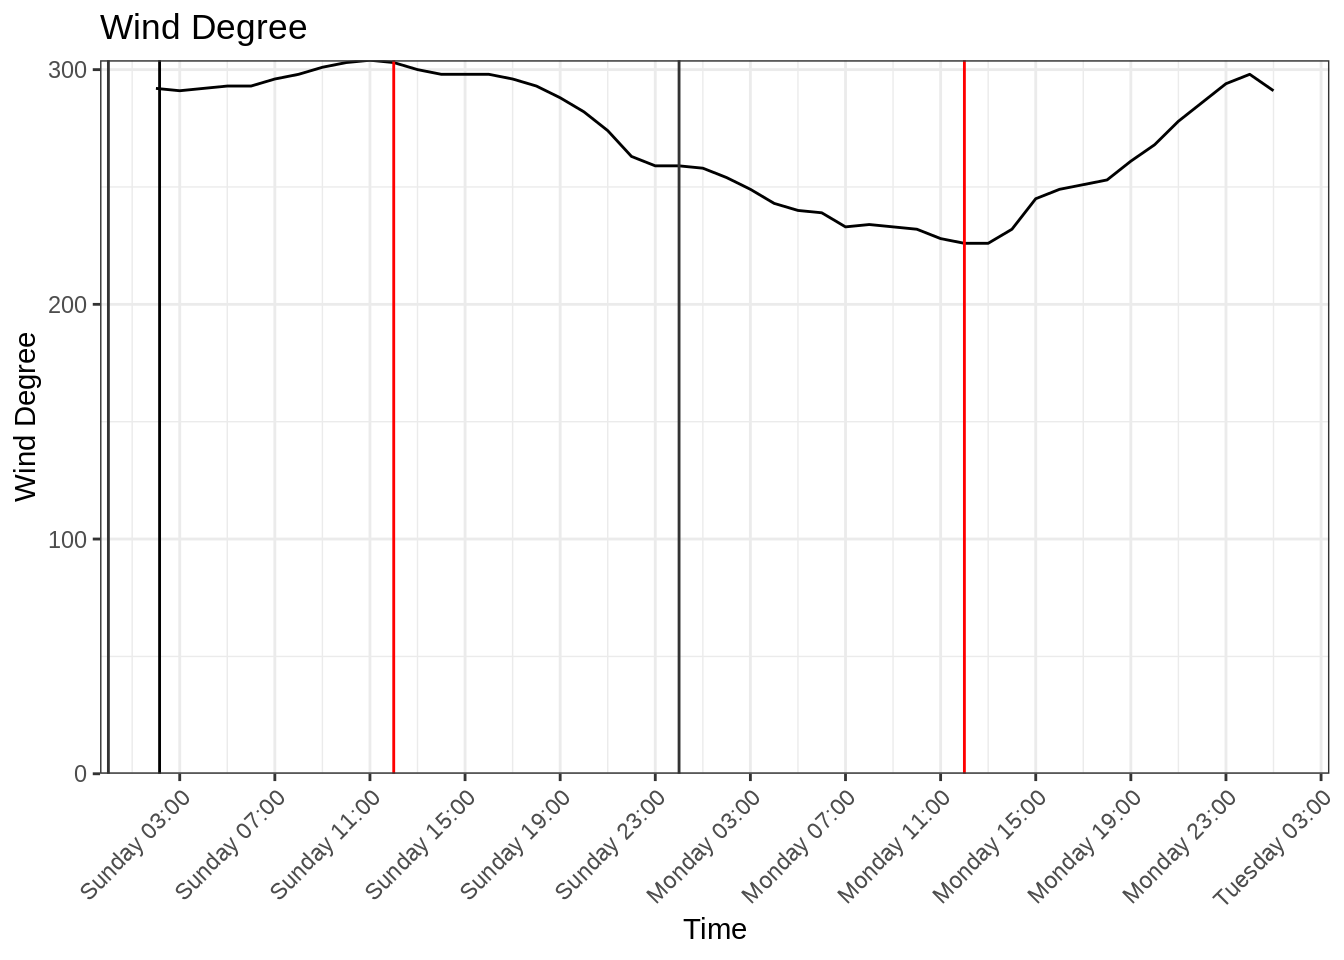 Wind Degree
Wind Degree
300
200
100
0
Sunday 03:00
Sunday 07:00
Sunday 11:00
Sunday 15:00
Sunday 19:00
Sunday 23:00
Monday 03:00
Monday 07:00
Monday 11:00
Monday 15:00
Monday 19:00
Monday 23:00
Tuesday 03:00
Time